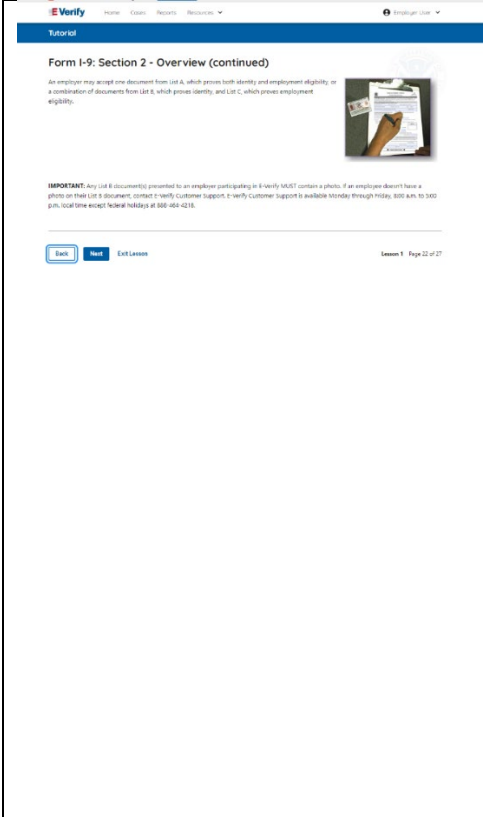 E-Verify Home Cases Reports Resources Employer User
Tutorial
Form I-9: Section 2 - Overview (continued)
An employer may accept one document from List A, which proves both identity and employment eligibility, or
a combination of documents from List B, which proves identity, and List C, which proves employment
eligibility.
IMPORTANT: Any List B document(s) presented to an employer participating in E-Verify MUST contain a photo. If an employee doesn't have a
photo on their List B document, contact E-Verify Customer Support. E-Verify Customer Support is available Monday through Friday, 8:00 a.m. to 5:00
p.m. local time except federal holidays at 888-464-4218.
Back Next Exit Lesson Lesson 1 Page 22 of 27